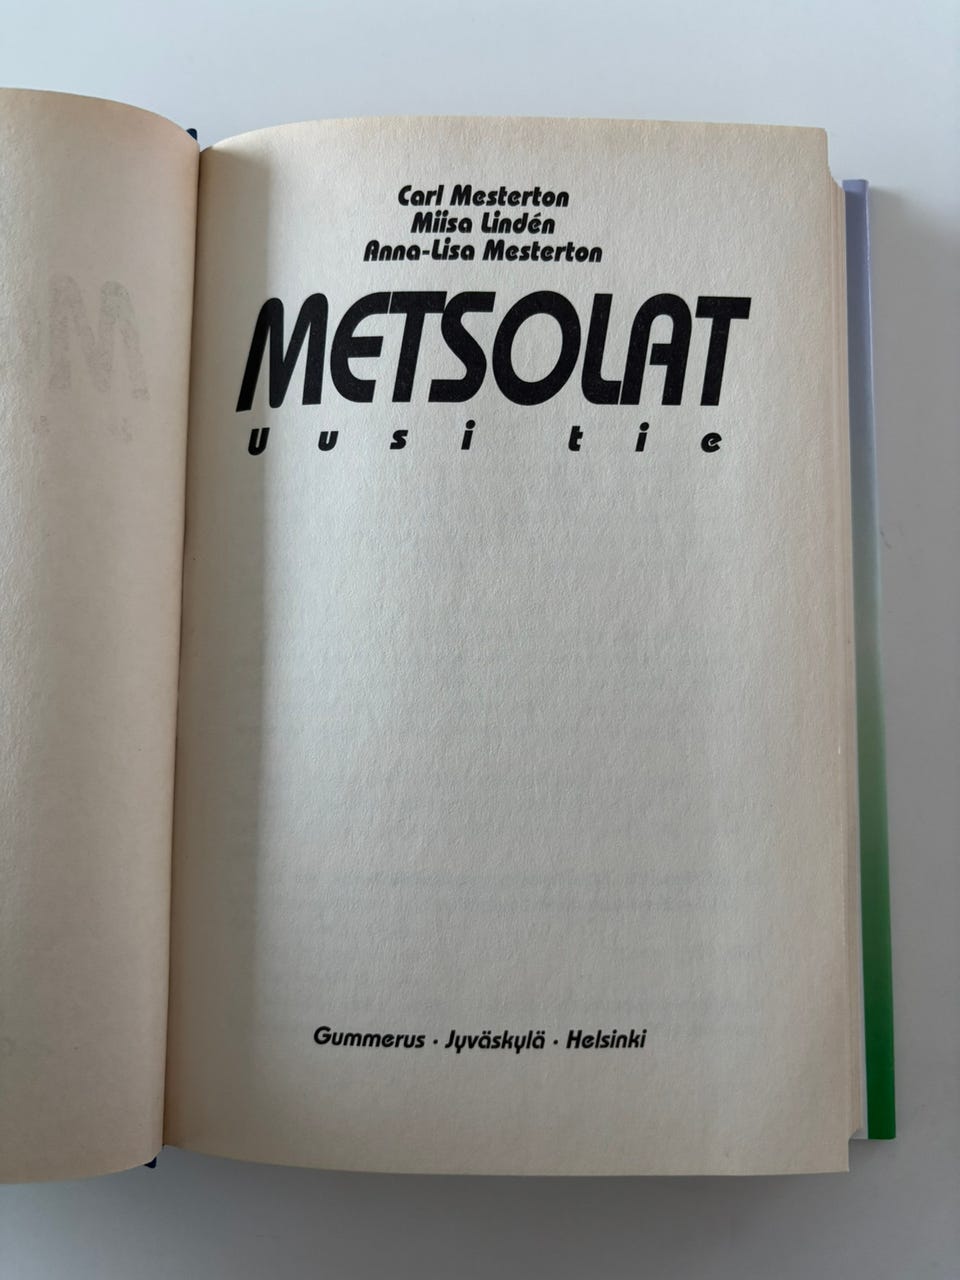 Carl Mesterton
Miisa Lindén
Anna-Lisa Mesterton
METSOLAT
Uusi tie
Gummerus · Jyväskylä · Helsinki